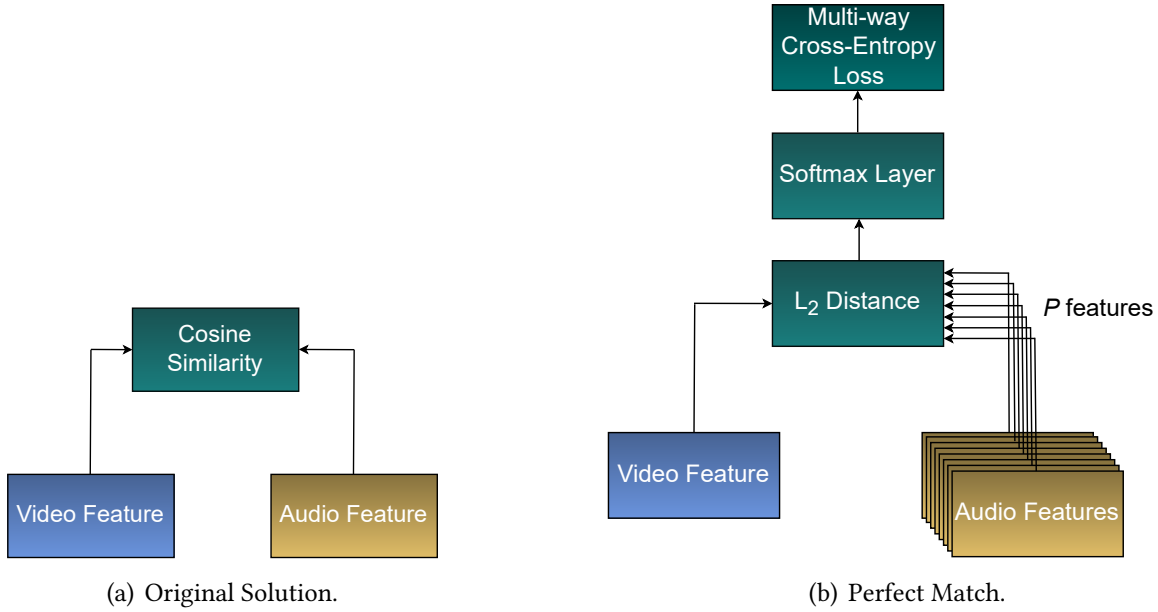 Cosine
Similarity
Video Feature
Audio Feature
(a) Original Solution.
Multi-way
Cross-Entropy
Loss
Softmax Layer
L₂ Distance
P features
Video Feature
Audio Features
(b) Perfect Match.